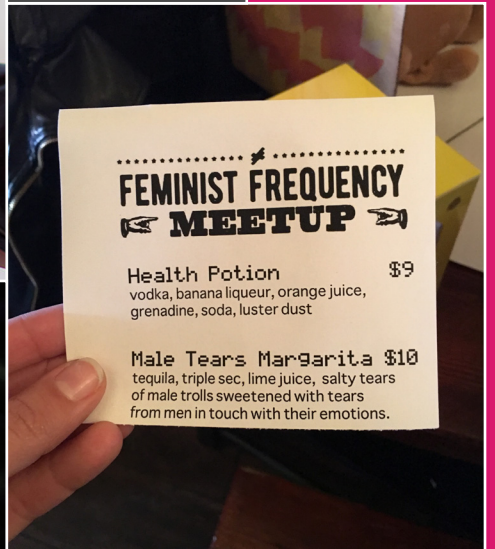 FEMINIST FREQUENCY
MEETUP
Health Potion $9
vodka, banana liqueur, orange juice,
grenadine, soda, luster dust
Male Tears Margarita $10
tequila, triple sec, lime juice, salty tears
of male trolls sweetened with tears
from men in touch with their emotions.